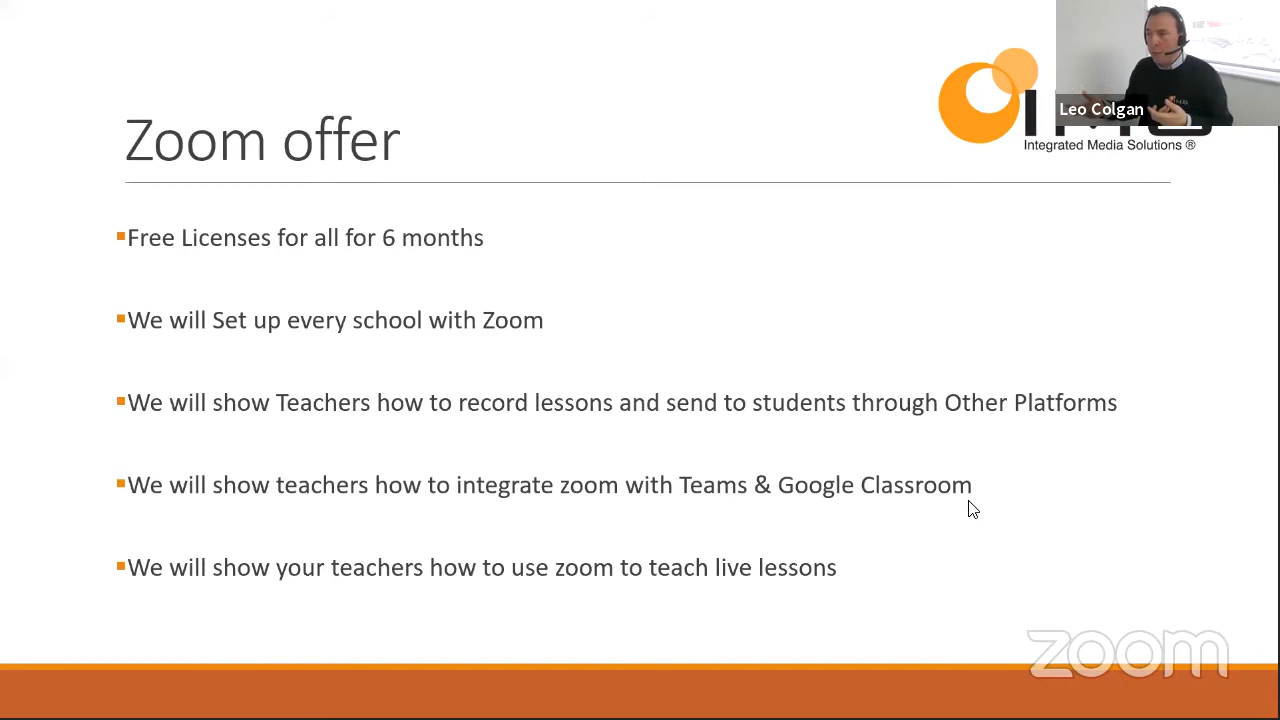 Leo Colgan
Integrated Media Solutions ®
Zoom offer
Free Licenses for all for 6 months
We will Set up every school with Zoom
We will show Teachers how to record lessons and send to students through Other Platforms
We will show teachers how to integrate zoom with Teams & Google Classroom
We will show your teachers how to use zoom to teach live lessons
zoom